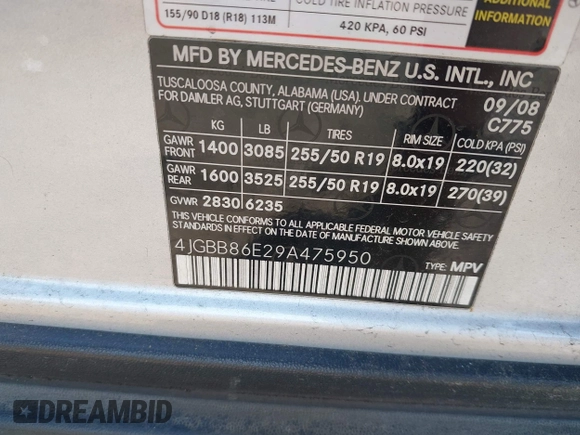 ADDITIONAL
INFORMATION
155/90 D18 (R18) 113M
COLD TIRE INFLATION PRESSURE
420 KPA, 60 PSI
MFD BY MERCEDES-BENZ U.S. INTL., INC
TUSCALOOSA COUNTY, ALABAMA (USA). UNDER CONTRACT
FOR DAIMLER AG, STUTTGART (GERMANY)
09/08
C775
KG LB TIRES RIM SIZE COLD KPA (PSI)
GAWR FRONT 1400 3085 255/50 R19 8.0x19 220(32)
GAWR REAR 1600 3525 255/50 R19 8.0x19 270(39)
GVWR 2830 6235
THIS VEHICLE CONFORMS TO ALL APPLICABLE FEDERAL MOTOR VEHICLE SAFETY
STANDARDS IN EFFECT ON THE DATE OF MANUFACTURE SHOWN ABOVE
4JGBB86E29A475950
TYPE: MPV
DREAMBID